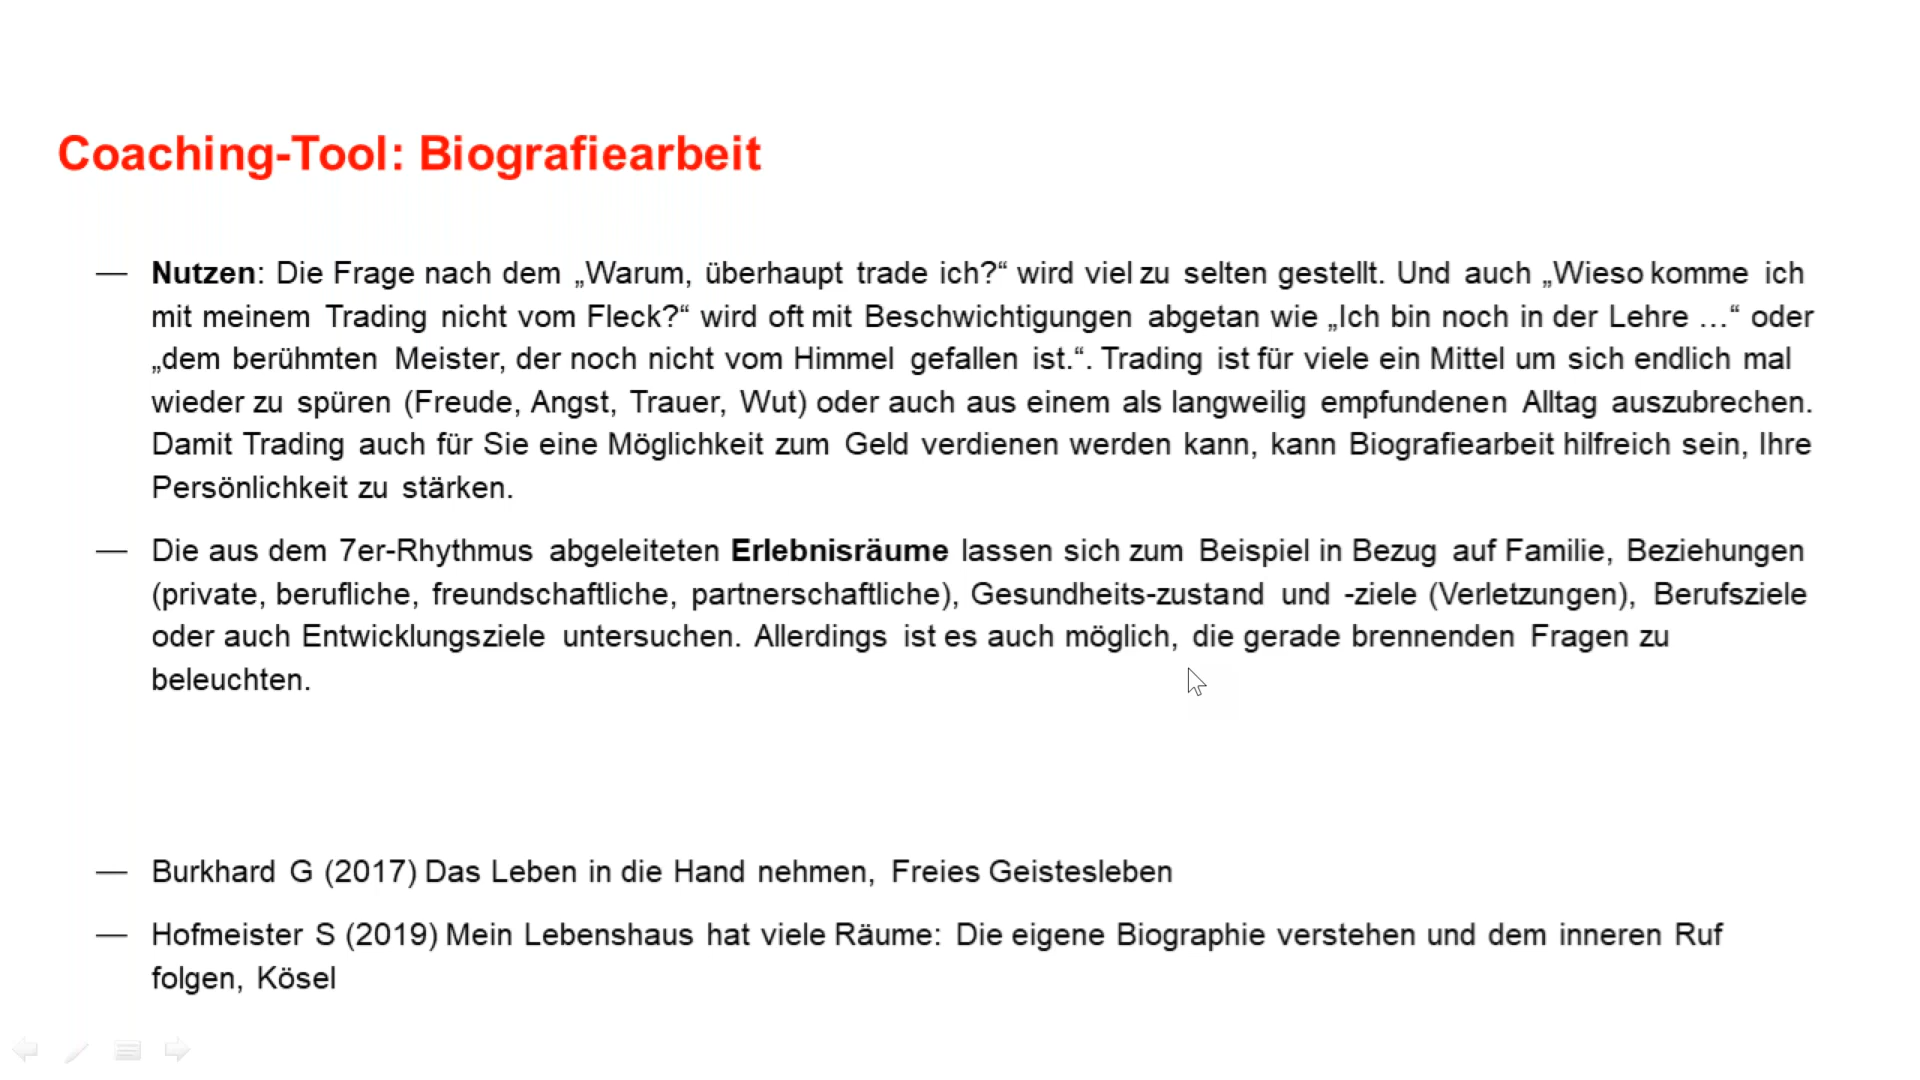 Coaching-Tool: Biografiearbeit
— Nutzen: Die Frage nach dem „Warum, überhaupt trade ich?“ wird viel zu selten gestellt. Und auch „Wieso komme ich
mit meinem Trading nicht vom Fleck?“ wird oft mit Beschwichtigungen abgetan wie „Ich bin noch in der Lehre …“ oder
„dem berühmten Meister, der noch nicht vom Himmel gefallen ist.“. Trading ist für viele ein Mittel um sich endlich mal
wieder zu spüren (Freude, Angst, Trauer, Wut) oder auch aus einem als langweilig empfundenen Alltag auszubrechen.
Damit Trading auch für Sie eine Möglichkeit zum Geld verdienen werden kann, kann Biografiearbeit hilfreich sein, Ihre
Persönlichkeit zu stärken.
— Die aus dem 7er-Rhythmus abgeleiteten Erlebnisräume lassen sich zum Beispiel in Bezug auf Familie, Beziehungen
(private, berufliche, freundschaftliche, partnerschaftliche), Gesundheits-zustand und -ziele (Verletzungen), Berufsziele
oder auch Entwicklungsziele untersuchen. Allerdings ist es auch möglich, die gerade brennenden Fragen zu
beleuchten.
— Burkhard G (2017) Das Leben in die Hand nehmen, Freies Geistesleben
— Hofmeister S (2019) Mein Lebenshaus hat viele Räume: Die eigene Biographie verstehen und dem inneren Ruf
folgen, Kösel